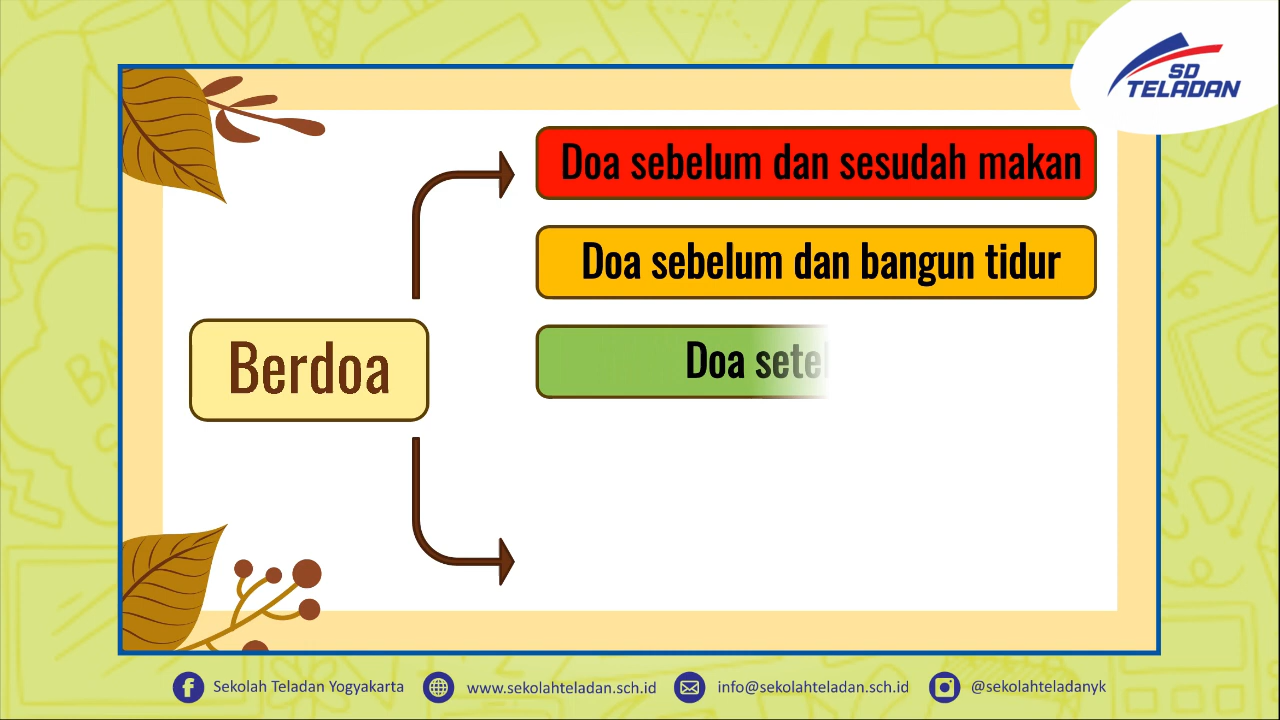 SD
TELADAN
Doa sebelum dan sesudah makan
Doa sebelum dan bangun tidur
Doa
Berdoa
Sekolah Teladan Yogyakarta
www.sekolahteladan.sch.id
info@sekolahteladan.sch.id
@sekolahteladanyk